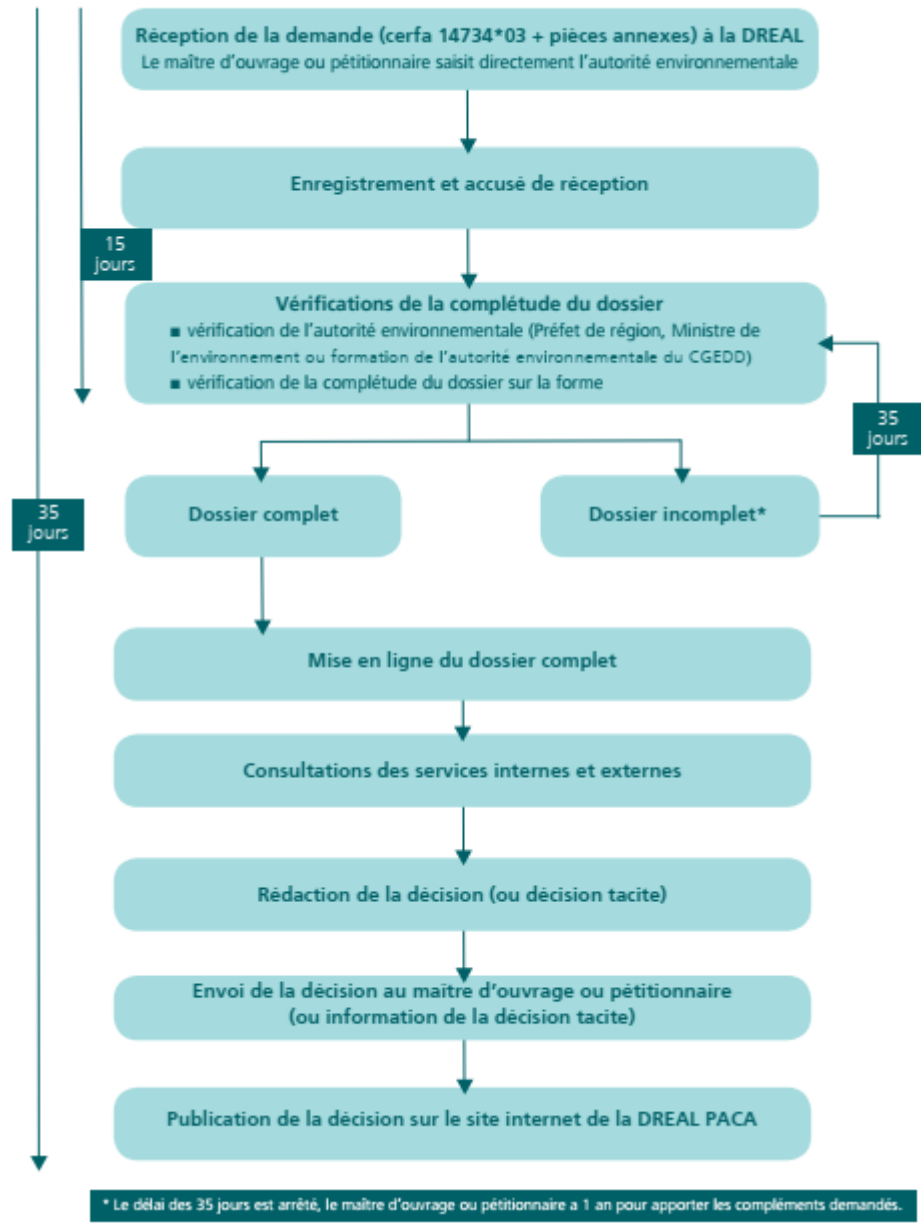 Réception de la demande (cerfa 14734*03 + pièces annexes) à la DREAL
Le maître d'ouvrage ou pétitionnaire saisit directement l'autorité environnementale
Enregistrement et accusé de réception
15
jours
Vérifications de la complétude du dossier
■ vérification de l'autorité environnementale (Préfet de région, Ministre de
l'environnement ou formation de l'autorité environnementale du CGEDD)
■ vérification de la complétude du dossier sur la forme
35
jours
35
jours
Dossier complet
Dossier incomplet*
Mise en ligne du dossier complet
Consultations des services internes et externes
Rédaction de la décision (ou décision tacite)
Envoi de la décision au maître d'ouvrage ou pétitionnaire
(ou information de la décision tacite)
Publication de la décision sur le site internet de la DREAL PACA
* Le délai des 35 jours est arrêté, le maître d'ouvrage ou pétitionnaire a 1 an pour apporter les compléments demandés.